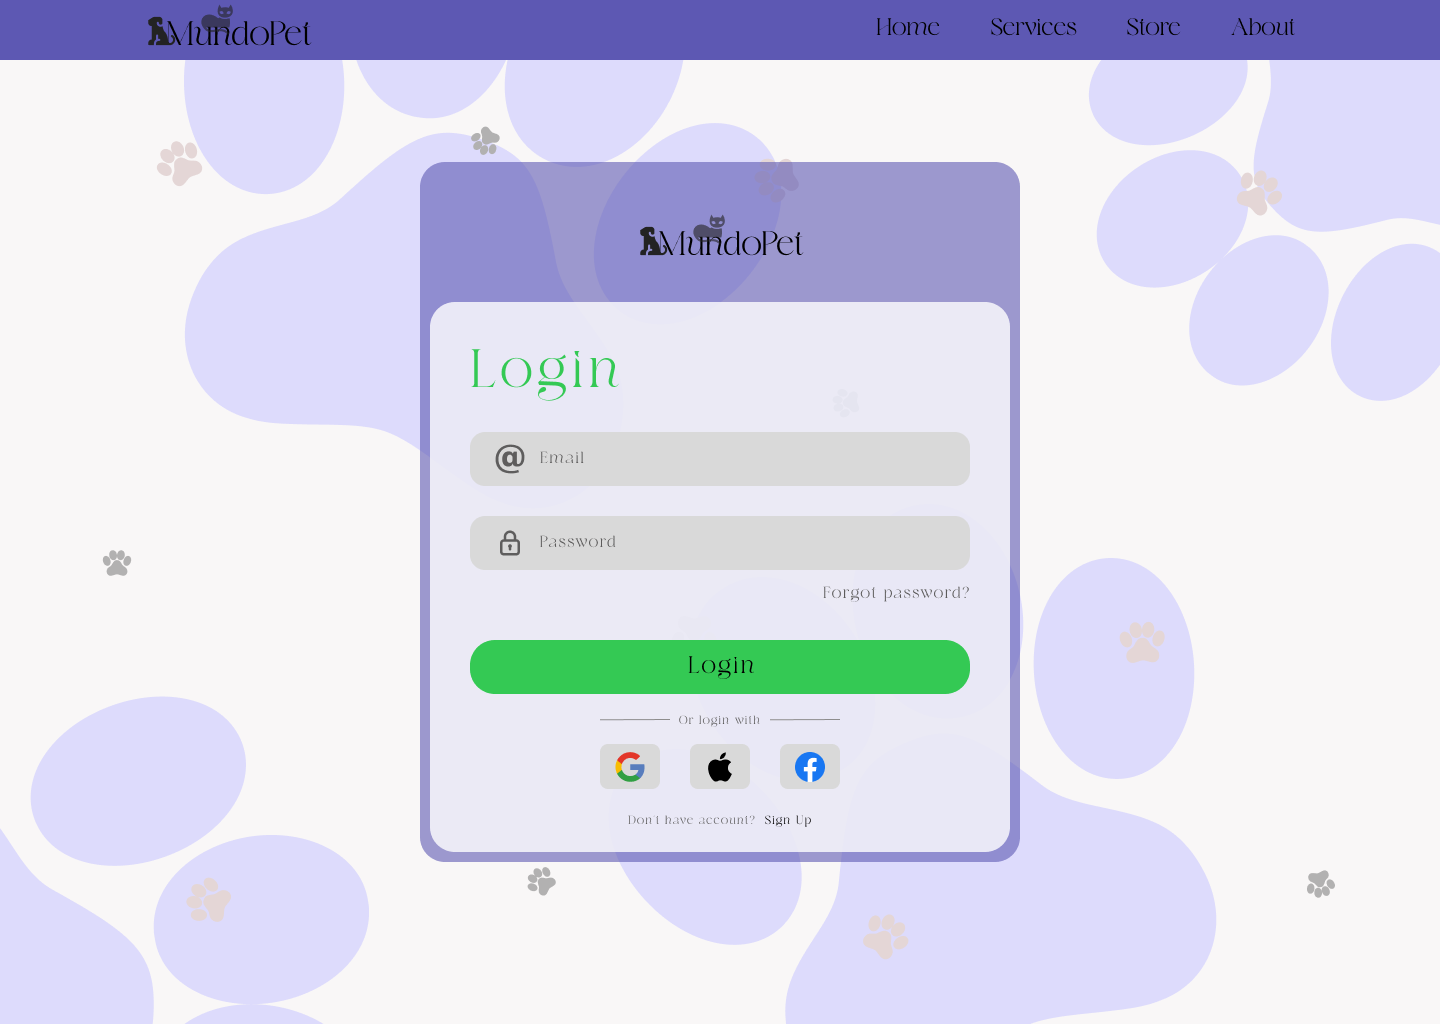 MundoPet
Home Services Store About
MundoPet
Login
@ Email
Password
Forgot password?
Login
Or login with
Don't have account? Sign Up